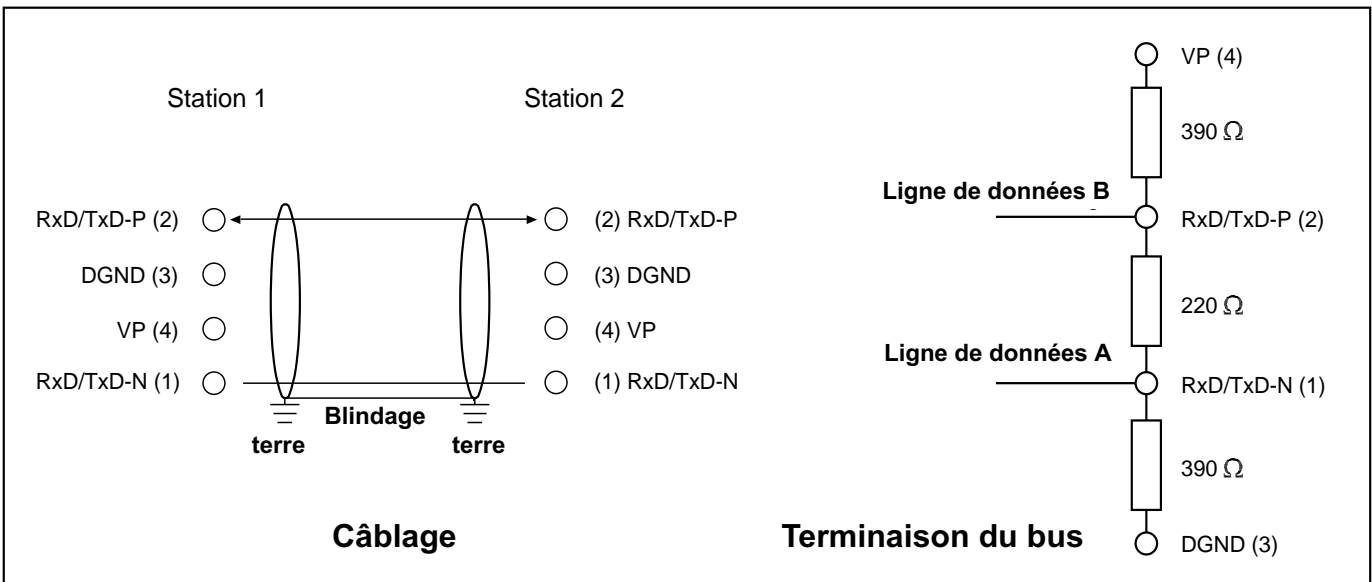 Station 1
Station 2
RxD/TxD-P (2)
(2) RxD/TxD-P
DGND (3)
(3) DGND
VP (4)
(4) VP
RxD/TxD-N (1)
(1) RxD/TxD-N
Blindage
terre
terre
Câblage
VP (4)
390 Ω
Ligne de données B
RxD/TxD-P (2)
220 Ω
Ligne de données A
RxD/TxD-N (1)
390 Ω
Terminaison du bus
DGND (3)